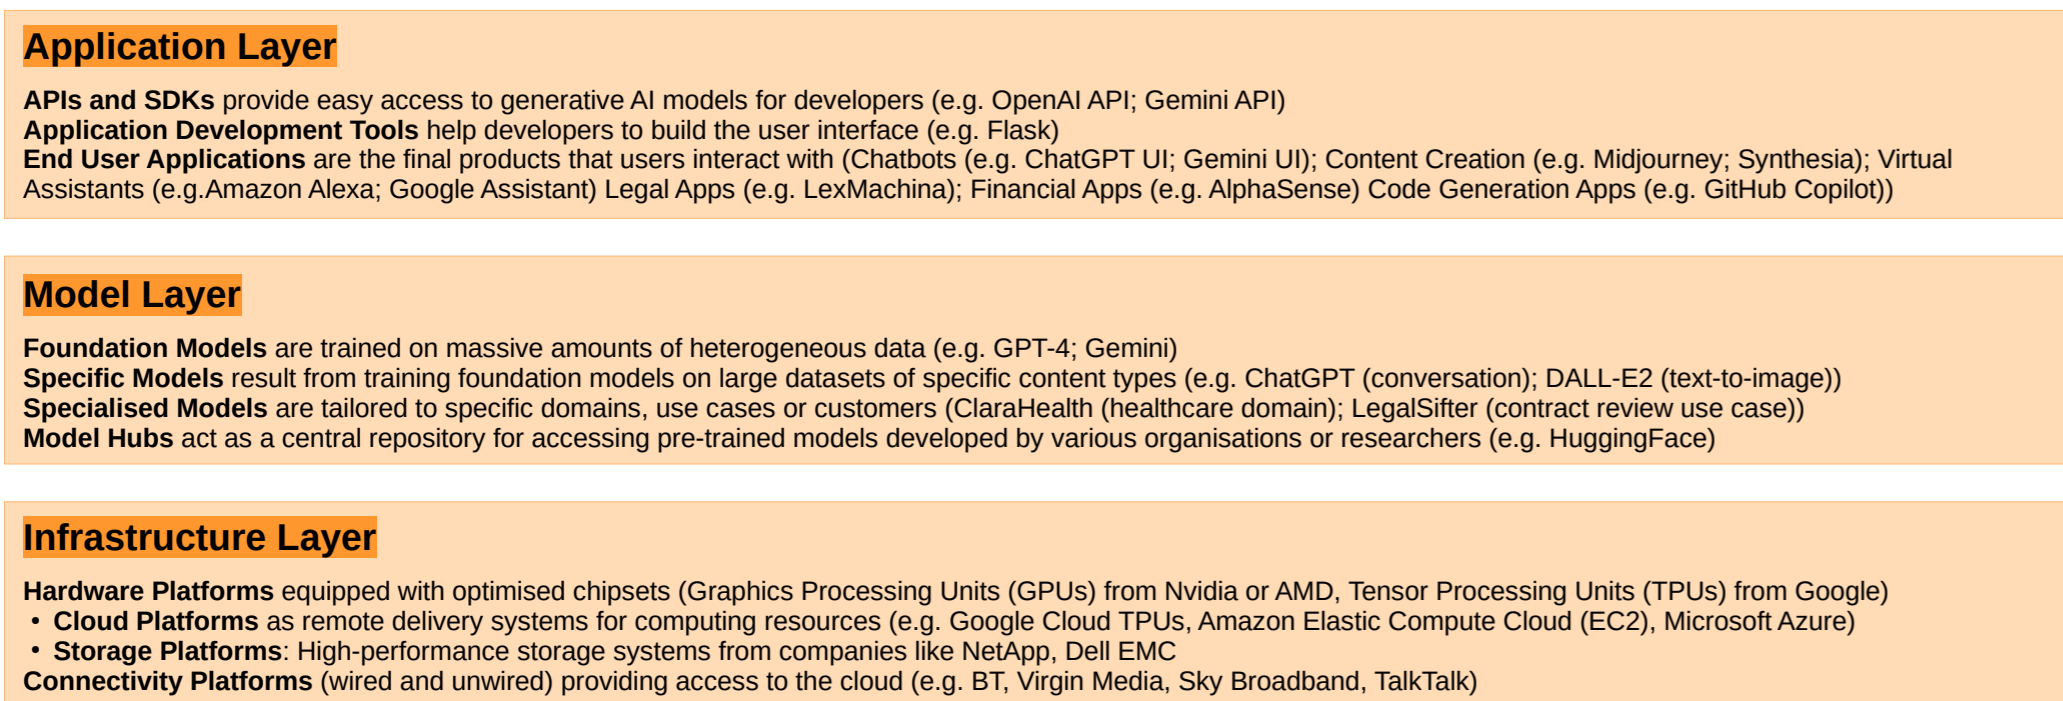 Application Layer
APIs and SDKs provide easy access to generative AI models for developers (e.g. OpenAI API; Gemini API)
Application Development Tools help developers to build the user interface (e.g. Flask)
End User Applications are the final products that users interact with (Chatbots (e.g. ChatGPT UI; Gemini UI); Content Creation (e.g. Midjourney; Synthesia); Virtual
Assistants (e.g.Amazon Alexa; Google Assistant) Legal Apps (e.g. LexMachina); Financial Apps (e.g. AlphaSense) Code Generation Apps (e.g. GitHub Copilot))
Model Layer
Foundation Models are trained on massive amounts of heterogeneous data (e.g. GPT-4; Gemini)
Specific Models result from training foundation models on large datasets of specific content types (e.g. ChatGPT (conversation); DALL-E2 (text-to-image))
Specialised Models are tailored to specific domains, use cases or customers (ClaraHealth (healthcare domain); LegalSifter (contract review use case))
Model Hubs act as a central repository for accessing pre-trained models developed by various organisations or researchers (e.g. HuggingFace)
Infrastructure Layer
Hardware Platforms equipped with optimised chipsets (Graphics Processing Units (GPUs) from Nvidia or AMD, Tensor Processing Units (TPUs) from Google)
• Cloud Platforms as remote delivery systems for computing resources (e.g. Google Cloud TPUs, Amazon Elastic Compute Cloud (EC2), Microsoft Azure)
• Storage Platforms: High-performance storage systems from companies like NetApp, Dell EMC
Connectivity Platforms (wired and unwired) providing access to the cloud (e.g. BT, Virgin Media, Sky Broadband, TalkTalk)